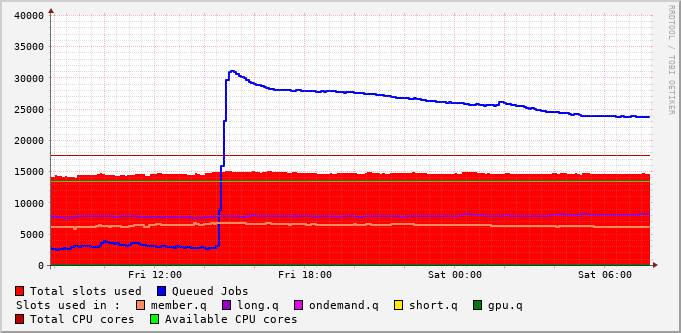 40000
35000
30000
25000
20000
15000
10000
5000
0
Fri 12:00 Fri 18:00 Sat 00:00 Sat 06:00
RRDTOOL / TOBI OETIKER
Total slots used Queued Jobs
Slots used in : member.q long.q ondemand.q short.q gpu.q
Total CPU cores Available CPU cores